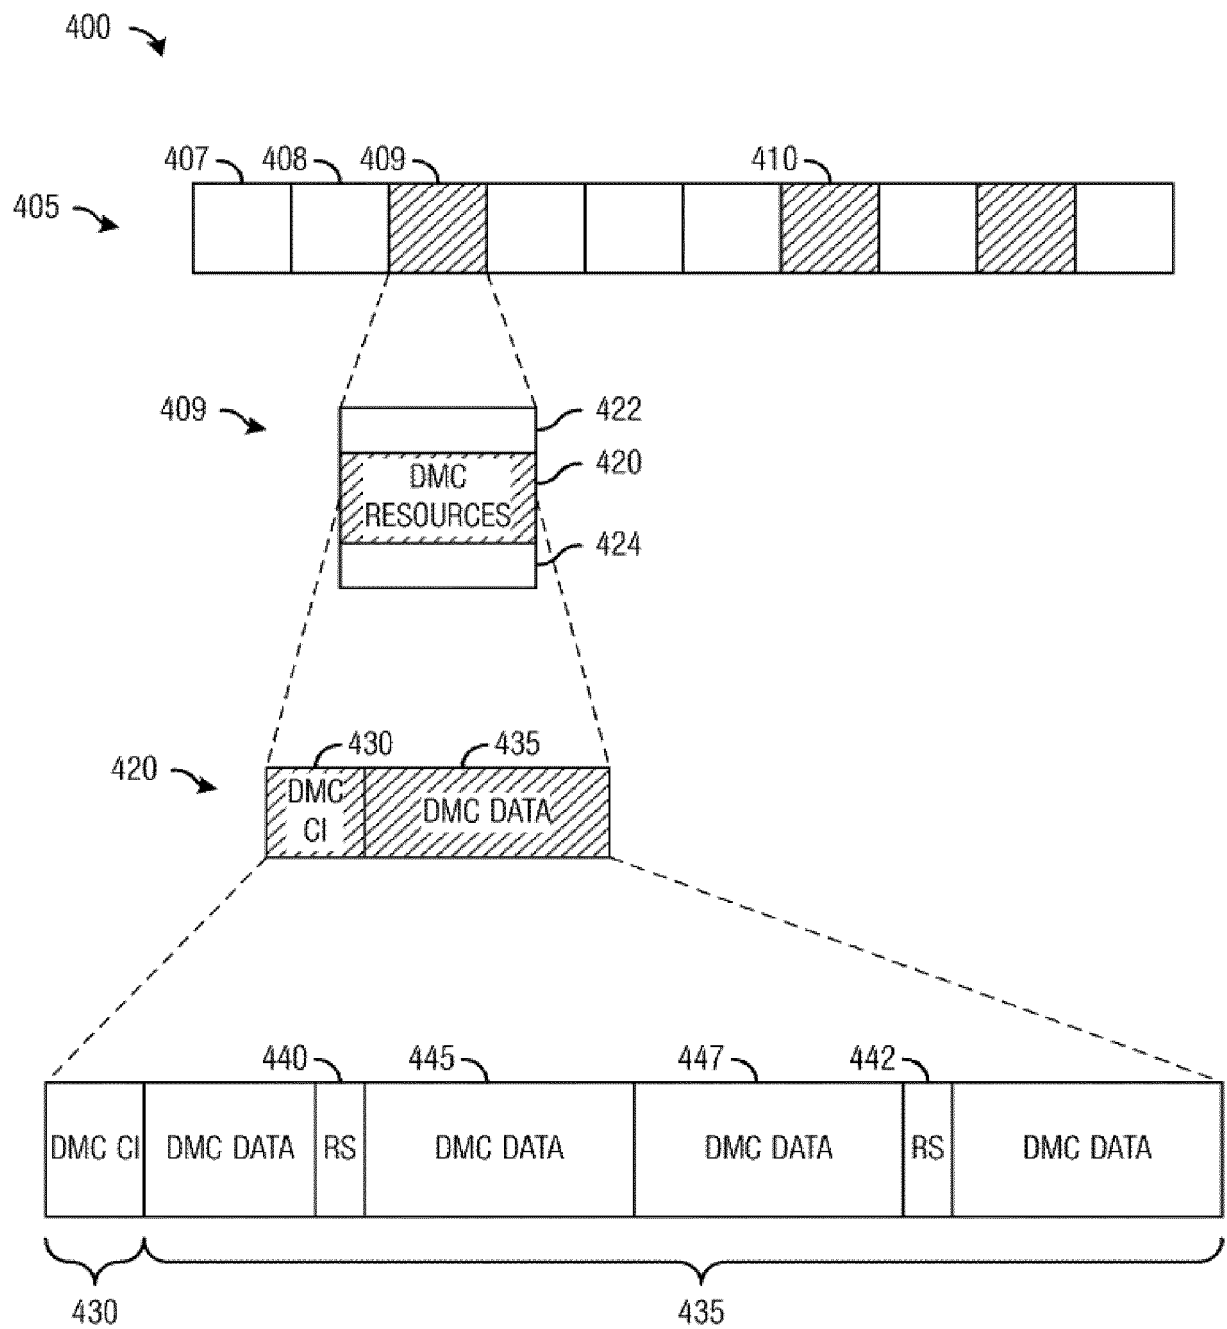 400
407 408 409 410
405
409
422
DMC
RESOURCES
420
424
430 435
420
DMC
CI
DMC DATA
440 445 447 442
DMC CI DMC DATA RS DMC DATA DMC DATA RS DMC DATA
430 435